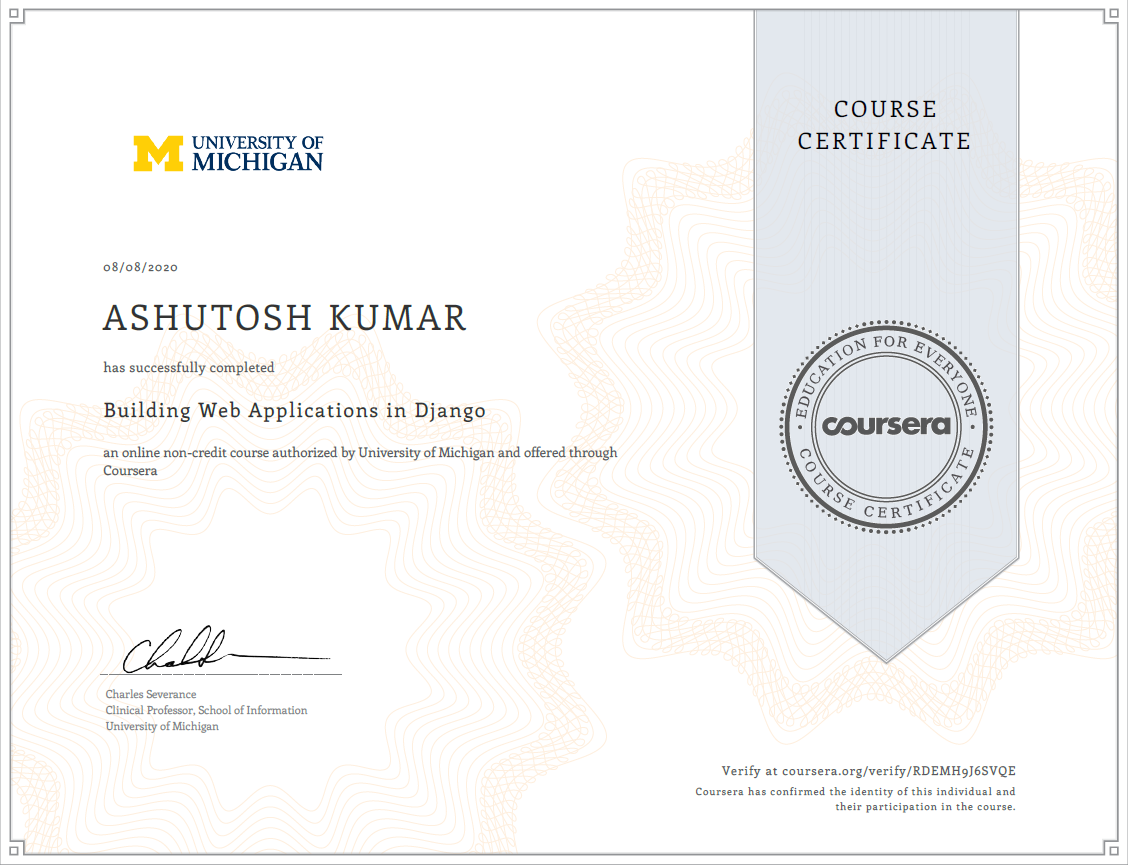 UNIVERSITY OF
MICHIGAN
08/08/2020
ASHUTOSH KUMAR
has successfully completed
Building Web Applications in Django
an online non-credit course authorized by University of Michigan and offered through
Coursera
Charles Severance
Clinical Professor, School of Information
University of Michigan
COURSE
CERTIFICATE
EDUCATION FOR EVERYONE
coursera
COURSE CERTIFICATE
Verify at coursera.org/verify/RDEMH9J6SVQE
Coursera has confirmed the identity of this individual and
their participation in the course.